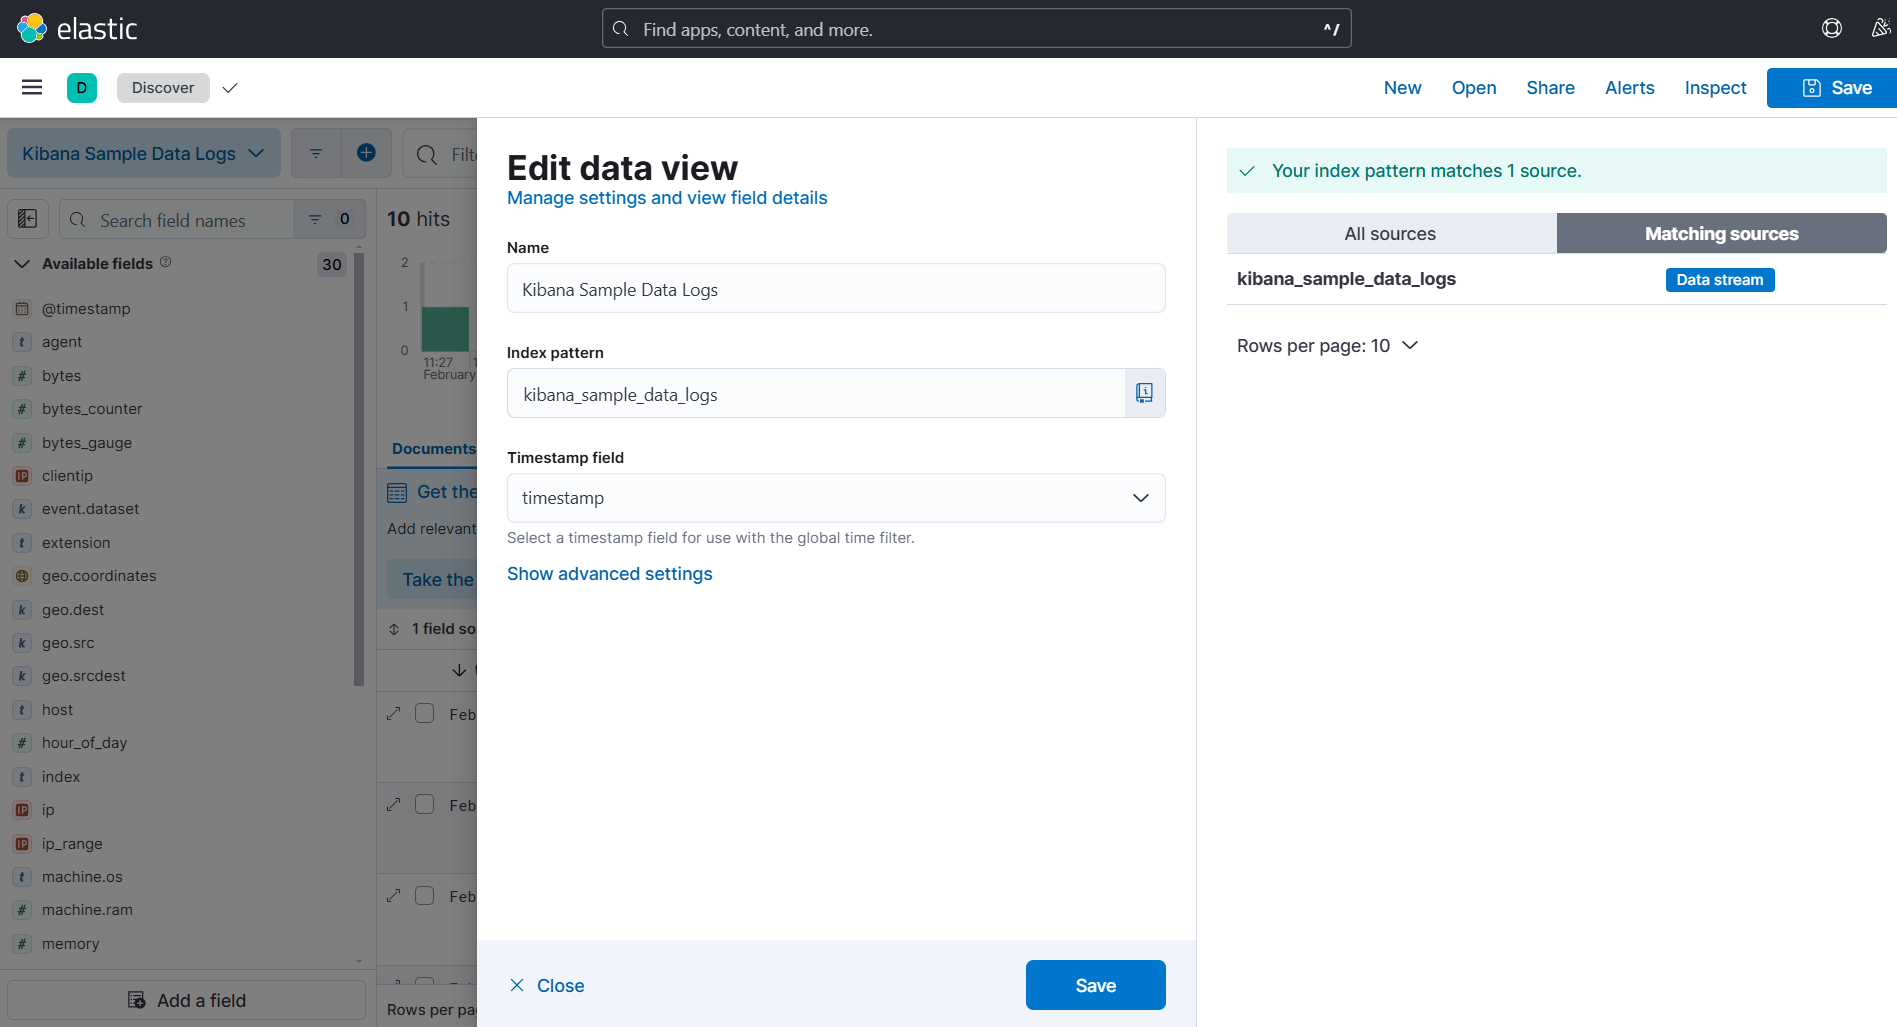 elastic
Find apps, content, and more.
^/
D
Discover
New
Open
Share
Alerts
Inspect
Save
Kibana Sample Data Logs
Search field names
0
Available fields
30
@timestamp
agent
bytes
bytes_counter
bytes_gauge
clientip
event.dataset
extension
geo.coordinates
geo.dest
geo.src
geo.srcdest
host
hour_of_day
index
ip
ip_range
machine.os
machine.ram
memory
Add a field
10 hits
2
1
0
11:27
February
Documents
Get the
Add relevant
Take the
1 field
Feb
Feb
Feb
Rows per
Edit data view
Manage settings and view field details
Name
Kibana Sample Data Logs
Index pattern
kibana_sample_data_logs
Timestamp field
timestamp
Select a timestamp field for use with the global time filter.
Show advanced settings
Close
Save
Your index pattern matches 1 source.
All sources
Matching sources
kibana_sample_data_logs
Data stream
Rows per page: 10